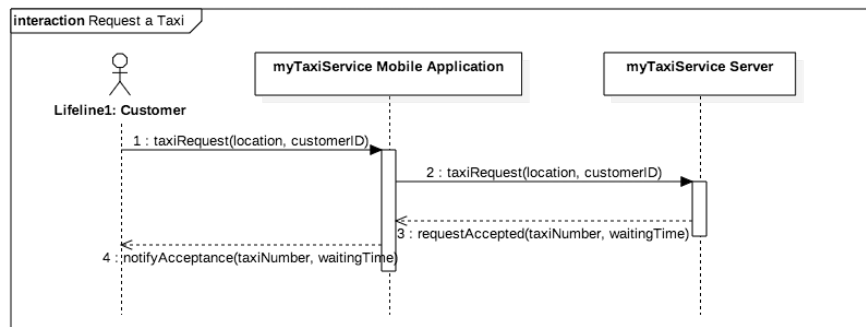 interaction Request a Taxi
myTaxiService Mobile Application
myTaxiService Server
Lifeline1: Customer
1 : taxiRequest(location, customerID)
2 : taxiRequest(location, customerID)
3 : requestAccepted(taxiNumber, waitingTime)
4 : notifyAcceptance(taxiNumber, waitingTime)